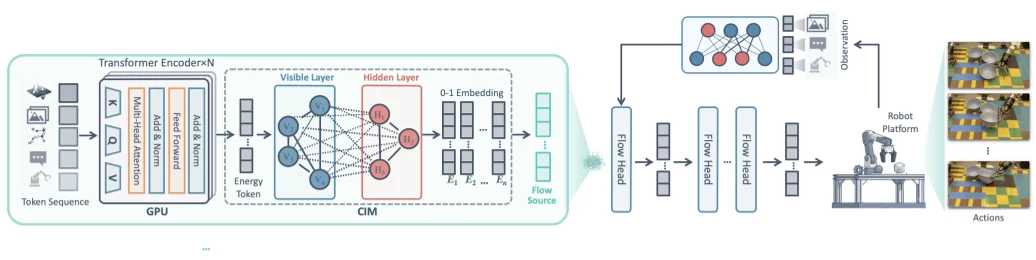 Transformer Encoder×N
K
Q
V
Multi-Head Attention
Add & Norm
Feed Forward
Add & Norm
Token Sequence
GPU
Energy
Token
Visible Layer
Hidden Layer
V1
V2
V3
H1
H2
H3
0-1 Embedding
E1 E2 ... En
CIM
Flow
Source
Flow Head
Flow Head
...
Flow Head
Observation
Robot
Platform
Actions
...